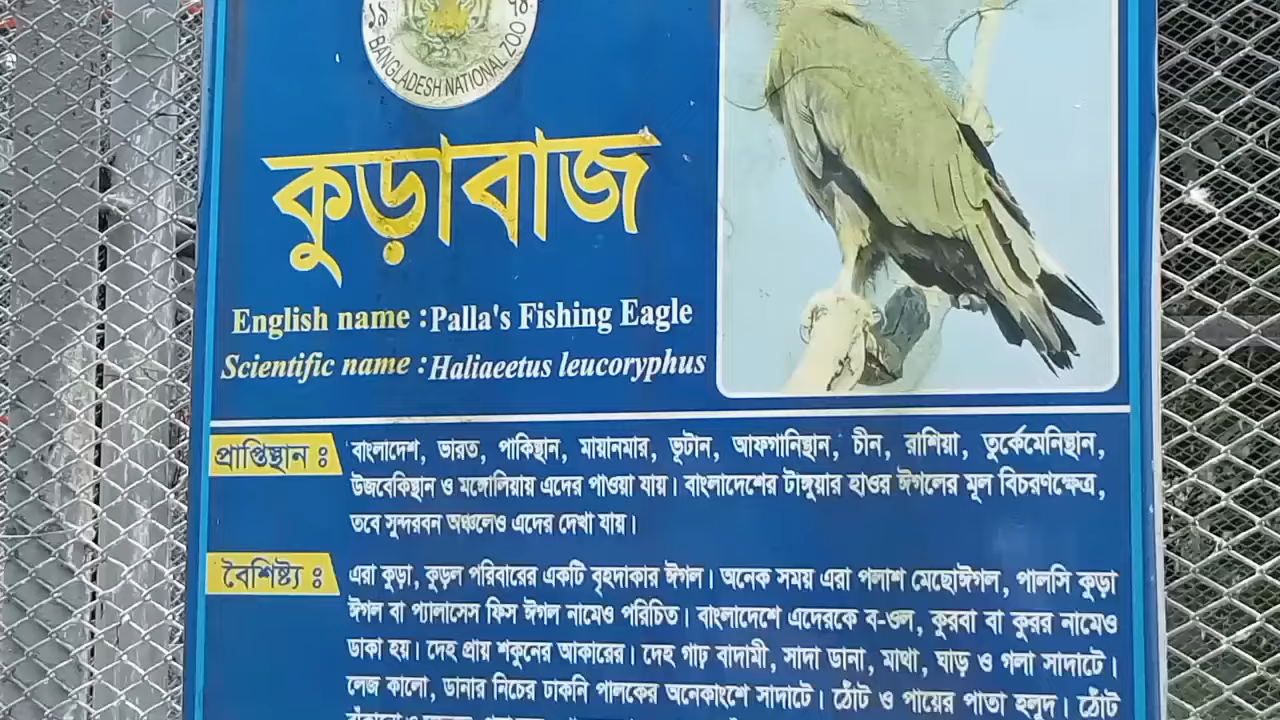 ১৯ ৭৪
BANGLADESH NATIONAL ZOO
কুড়াবাজ
English name : Palla's Fishing Eagle
Scientific name : Haliaeetus leucoryphus
প্রাপ্তিস্থান ঃ বাংলাদেশ, ভারত, পাকিস্থান, মায়ানমার, ভূটান, আফগানিস্থান, চীন, রাশিয়া, তুর্কেমেনিস্থান,
উজবেকিস্থান ও মঙ্গোলিয়ায় এদের পাওয়া যায়। বাংলাদেশের টাঙ্গুয়ার হাওর ঈগলের মূল বিচরণক্ষেত্র,
তবে সুন্দরবন অঞ্চলেও এদের দেখা যায়।
বৈশিষ্ট্য ঃ এরা কুড়া, কুড়ল পরিবারের একটি বৃহদাকার ঈগল। অনেক সময় এরা পলাশ মেছোঈগল, পালসি কুড়া
ঈগল বা প্যালাসেস ফিস ঈগল নামেও পরিচিত। বাংলাদেশে এদেরকে ব-ওল, কুরবা বা কুরর নামেও
ডাকা হয়। দেহ প্রায় শকুনের আকারের। দেহ গাঢ় বাদামী, সাদা ডানা, মাথা, ঘাড় ও গলা সাদাটে।
লেজ কালো, ডানার নিচের ঢাকনি পালকের অনেকাংশে সাদাটে। ঠোঁট ও পায়ের পাতা হলুদ। ঠোঁট